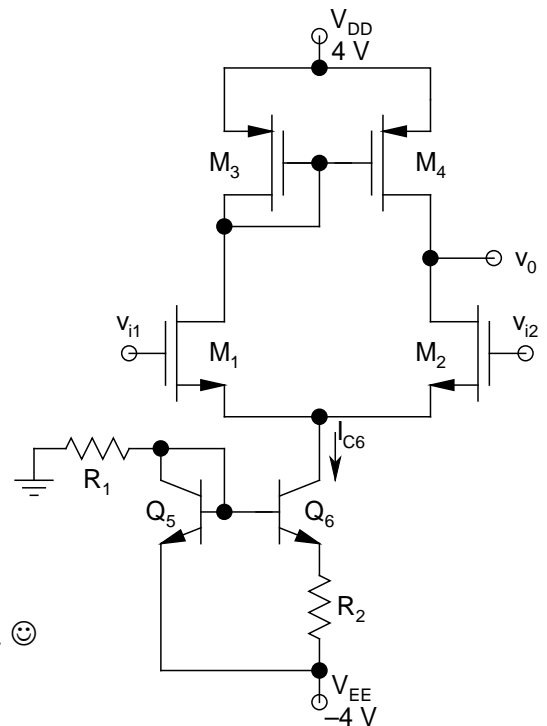 V_DD
4 V
M_3
M_4
v_0
v_i1
M_1
M_2
v_i2
I_C6
R_1
Q_5
Q_6
R_2
. ☺
V_EE
–4 V